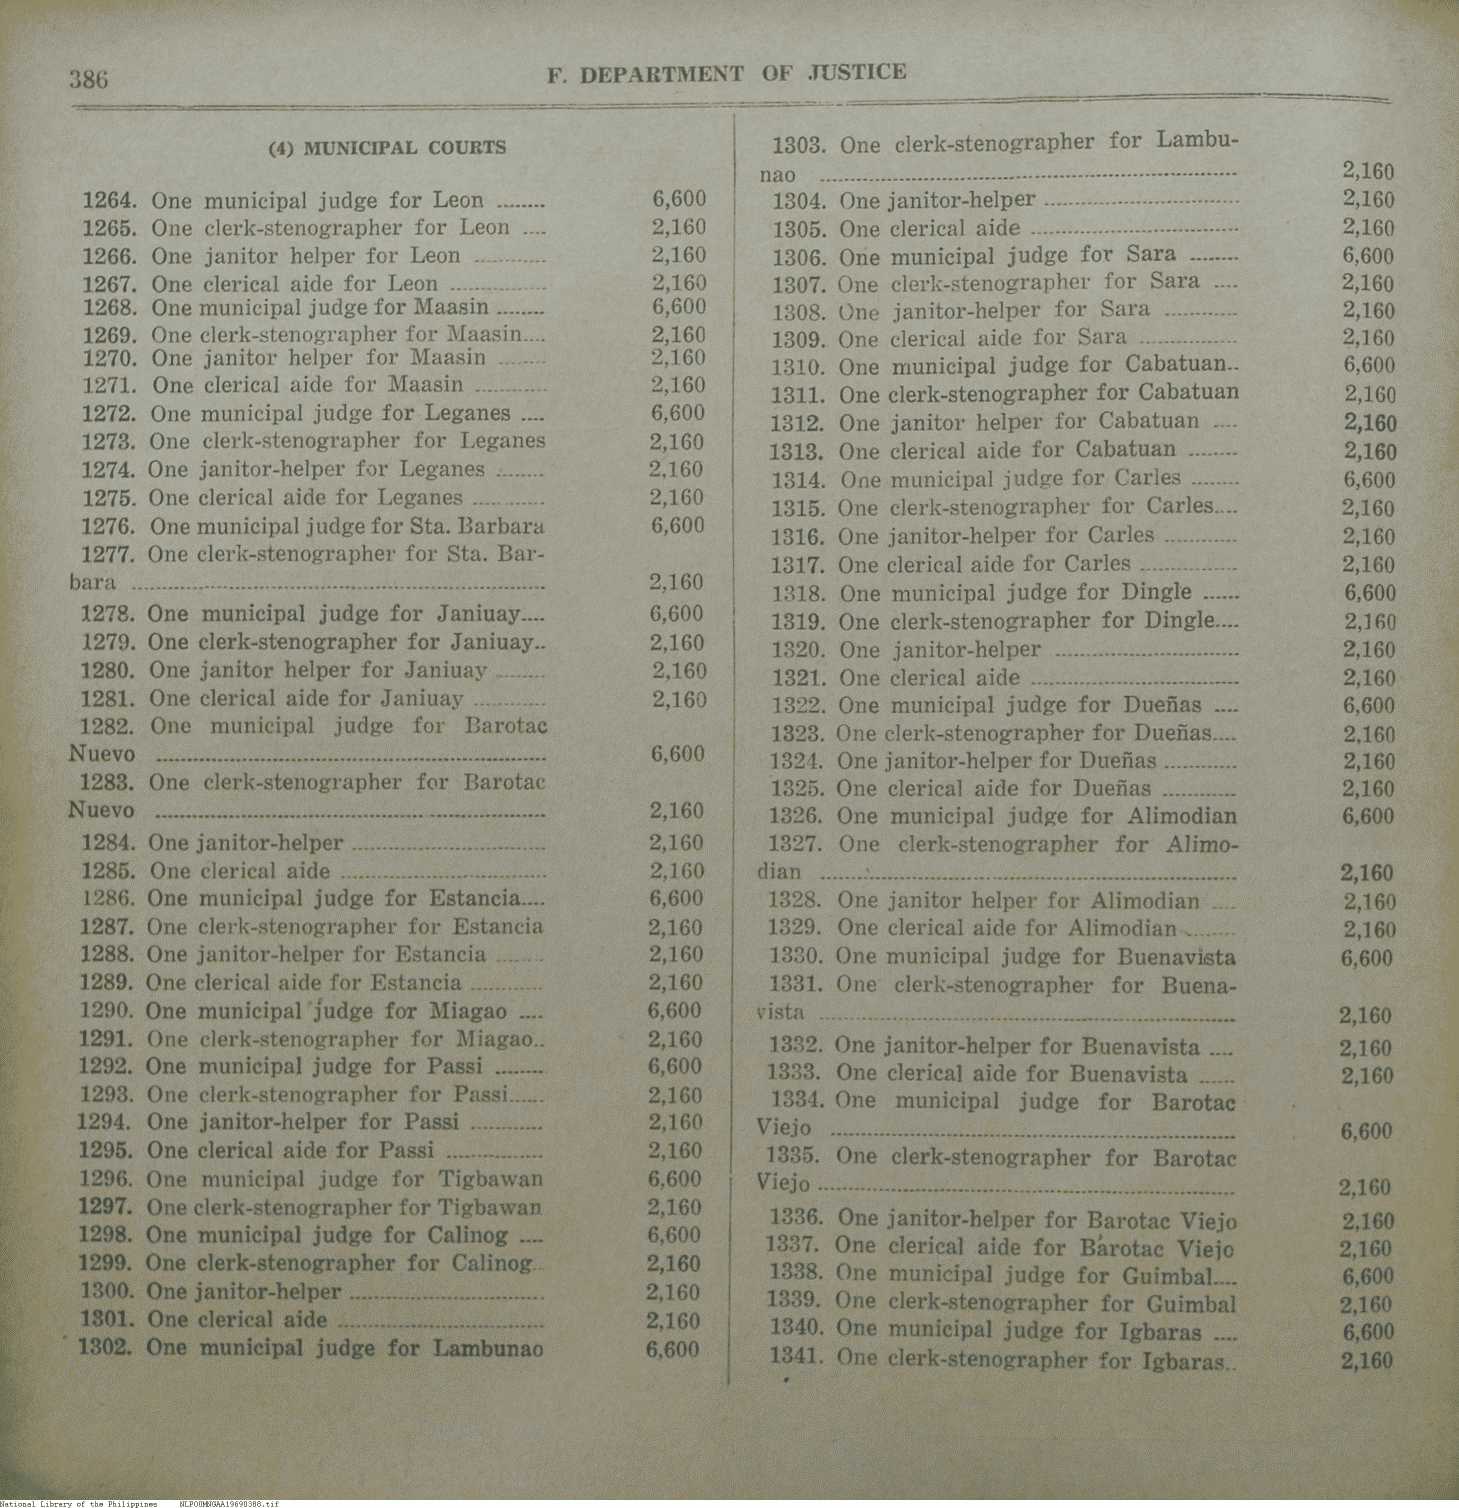 386
F. DEPARTMENT OF JUSTICE
(4) MUNICIPAL COURTS
1264. One municipal judge for Leon ........ 6,600
1265. One clerk-stenographer for Leon .... 2,160
1266. One janitor helper for Leon ............ 2,160
1267. One clerical aide for Leon ................ 2,160
1268. One municipal judge for Maasin ........ 6,600
1269. One clerk-stenographer for Maasin.... 2,160
1270. One janitor helper for Maasin ........ 2,160
1271. One clerical aide for Maasin ............ 2,160
1272. One municipal judge for Leganes .... 6,600
1273. One clerk-stenographer for Leganes 2,160
1274. One janitor-helper for Leganes ........ 2,160
1275. One clerical aide for Leganes ............ 2,160
1276. One municipal judge for Sta. Barbara 6,600
1277. One clerk-stenographer for Sta. Bar-
bara ........................................ 2,160
1278. One municipal judge for Janiuay.... 6,600
1279. One clerk-stenographer for Janiuay.. 2,160
1280. One janitor helper for Janiuay ........ 2,160
1281. One clerical aide for Janiuay ............ 2,160
1282. One municipal judge for Barotac
Nuevo ........................................ 6,600
1283. One clerk-stenographer for Barotac
Nuevo ........................................ 2,160
1284. One janitor-helper ................................ 2,160
1285. One clerical aide .................................. 2,160
1286. One municipal judge for Estancia.... 6,600
1287. One clerk-stenographer for Estancia 2,160
1288. One janitor-helper for Estancia ........ 2,160
1289. One clerical aide for Estancia ............ 2,160
1290. One municipal judge for Miagao .... 6,600
1291. One clerk-stenographer for Miagao.. 2,160
1292. One municipal judge for Passi ........ 6,600
1293. One clerk-stenographer for Passi...... 2,160
1294. One janitor-helper for Passi ............ 2,160
1295. One clerical aide for Passi ................ 2,160
1296. One municipal judge for Tigbawan 6,600
1297. One clerk-stenographer for Tigbawan 2,160
1298. One municipal judge for Calinog .... 6,600
1299. One clerk-stenographer for Calinog.. 2,160
1300. One janitor-helper ................................ 2,160
1301. One clerical aide .................................. 2,160
1302. One municipal judge for Lambunao 6,600
1303. One clerk-stenographer for Lambu-
nao ........................................ 2,160
1304. One janitor-helper ................................ 2,160
1305. One clerical aide .................................. 2,160
1306. One municipal judge for Sara ........ 6,600
1307. One clerk-stenographer for Sara .... 2,160
1308. One janitor-helper for Sara ............ 2,160
1309. One clerical aide for Sara ................ 2,160
1310. One municipal judge for Cabatuan.. 6,600
1311. One clerk-stenographer for Cabatuan 2,160
1312. One janitor helper for Cabatuan .... 2,160
1313. One clerical aide for Cabatuan ........ 2,160
1314. One municipal judge for Carles ........ 6,600
1315. One clerk-stenographer for Carles.... 2,160
1316. One janitor-helper for Carles ............ 2,160
1317. One clerical aide for Carles ................ 2,160
1318. One municipal judge for Dingle ...... 6,600
1319. One clerk-stenographer for Dingle.... 2,160
1320. One janitor-helper .............................. 2,160
1321. One clerical aide .................................. 2,160
1322. One municipal judge for Dueñas .... 6,600
1323. One clerk-stenographer for Dueñas.... 2,160
1324. One janitor-helper for Dueñas ............ 2,160
1325. One clerical aide for Dueñas ............ 2,160
1326. One municipal judge for Alimodian 6,600
1327. One clerk-stenographer for Alimo-
dian ........................................ 2,160
1328. One janitor helper for Alimodian .... 2,160
1329. One clerical aide for Alimodian ........ 2,160
1330. One municipal judge for Buenavista 6,600
1331. One clerk-stenographer for Buena-
vista ........................................ 2,160
1332. One janitor-helper for Buenavista .... 2,160
1333. One clerical aide for Buenavista ...... 2,160
1334. One municipal judge for Barotac
Viejo ........................................ 6,600
1335. One clerk-stenographer for Barotac
Viejo ........................................ 2,160
1336. One janitor-helper for Barotac Viejo 2,160
1337. One clerical aide for Barotac Viejo 2,160
1338. One municipal judge for Guimbal.... 6,600
1339. One clerk-stenographer for Guimbal 2,160
1340. One municipal judge for Igbaras .... 6,600
1341. One clerk-stenographer for Igbaras.. 2,160
National Library of the Philippines NLPO0MNGAA19690388.tif